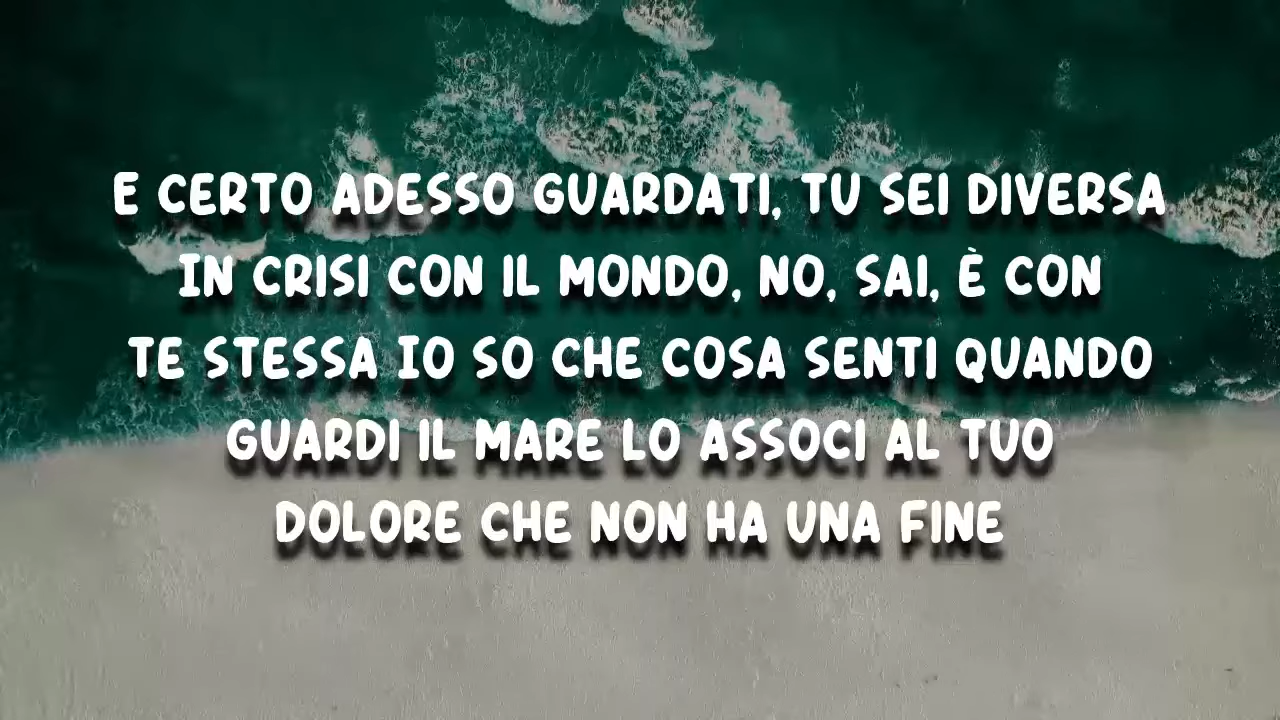 E CERTO ADESSO GUARDATI, TU SEI DIVERSA
IN CRISI CON IL MONDO, NO, SAI, È CON
TE STESSA IO SO CHE COSA SENTI QUANDO
GUARDI IL MARE LO ASSOCI AL TUO
DOLORE CHE NON HA UNA FINE